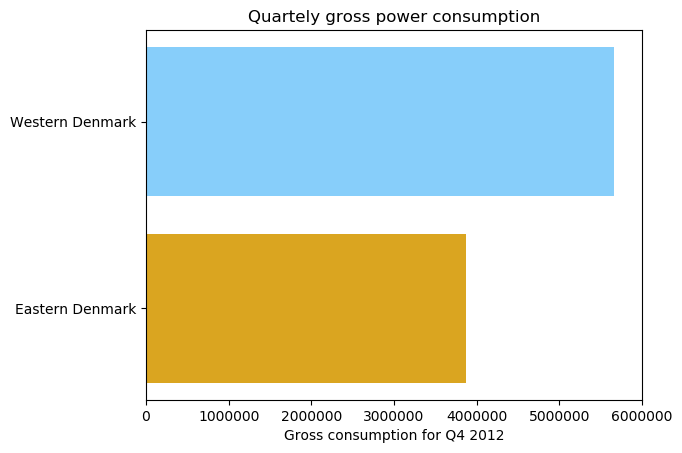 Quartely gross power consumption
Western Denmark
Eastern Denmark
0 1000000 2000000 3000000 4000000 5000000 6000000
Gross consumption for Q4 2012